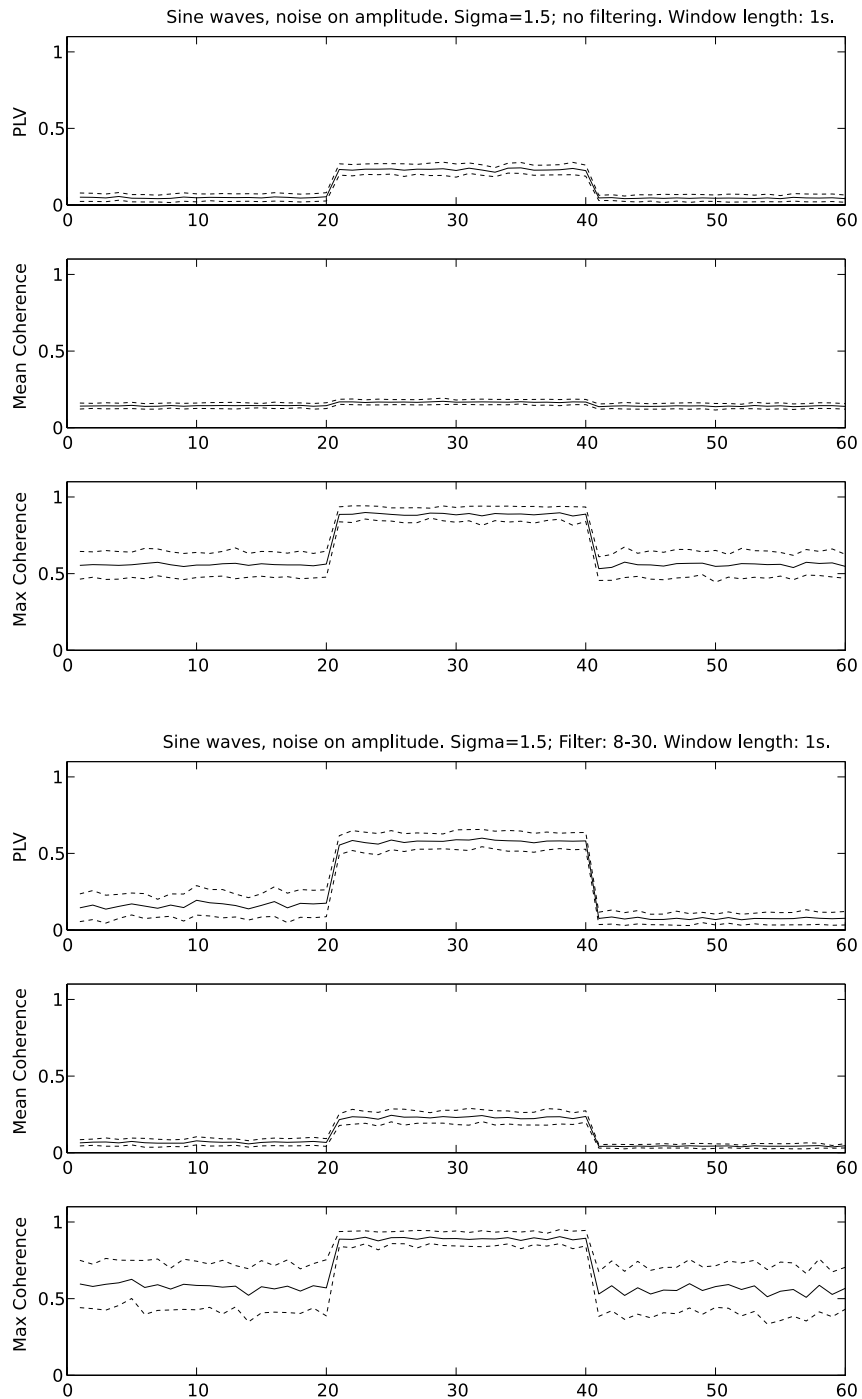 Sine waves, noise on amplitude. Sigma=1.5; no filtering. Window length: 1s.
1
0.5
0
PLV
0 10 20 30 40 50 60
1
0.5
0
Mean Coherence
0 10 20 30 40 50 60
1
0.5
0
Max Coherence
0 10 20 30 40 50 60
Sine waves, noise on amplitude. Sigma=1.5; Filter: 8-30. Window length: 1s.
1
0.5
0
PLV
0 10 20 30 40 50 60
1
0.5
0
Mean Coherence
0 10 20 30 40 50 60
1
0.5
0
Max Coherence
0 10 20 30 40 50 60